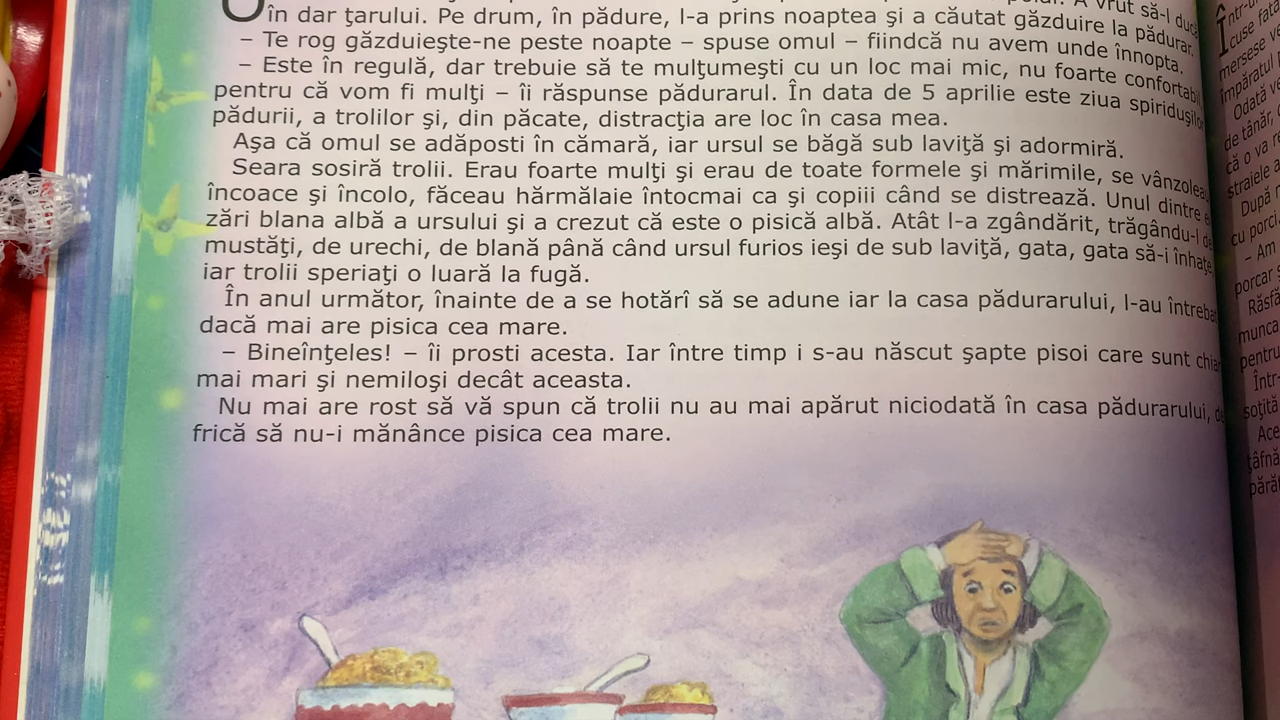 în dar ţarului. Pe drum, în pădure, l-a prins noaptea şi a căutat găzduire la pădurar.
– Te rog găzduieşte-ne peste noapte – spuse omul – fiindcă nu avem unde înnopta.
– Este în regulă, dar trebuie să te mulţumeşti cu un loc mai mic, nu foarte confortabil
pentru că vom fi mulţi – îi răspunse pădurarul. În data de 5 aprilie este ziua spiriduşilor
pădurii, a trolilor şi, din păcate, distracţia are loc în casa mea.
Aşa că omul se adăposti în cămară, iar ursul se băgă sub laviţă şi adormiră.
Seara sosiră trolii. Erau foarte mulţi şi erau de toate formele şi mărimile, se vânzoleau
încoace şi încolo, făceau hărmălaie întocmai ca şi copiii când se distrează. Unul dintre
zări blana albă a ursului şi a crezut că este o pisică albă. Atât l-a zgândărit, trăgându-l de
mustăţi, de urechi, de blană până când ursul furios ieşi de sub laviţă, gata, gata să-i înhaţe,
iar trolii speriaţi o luară la fugă.
În anul următor, înainte de a se hotărî să se adune iar la casa pădurarului, l-au întrebat
dacă mai are pisica cea mare.
– Bineînţeles! – îi prosti acesta. Iar între timp i s-au născut şapte pisoi care sunt chiar
mai mari şi nemiloşi decât aceasta.
Nu mai are rost să vă spun că trolii nu au mai apărut niciodată în casa pădurarului, de
frică să nu-i mănânce pisica cea mare.